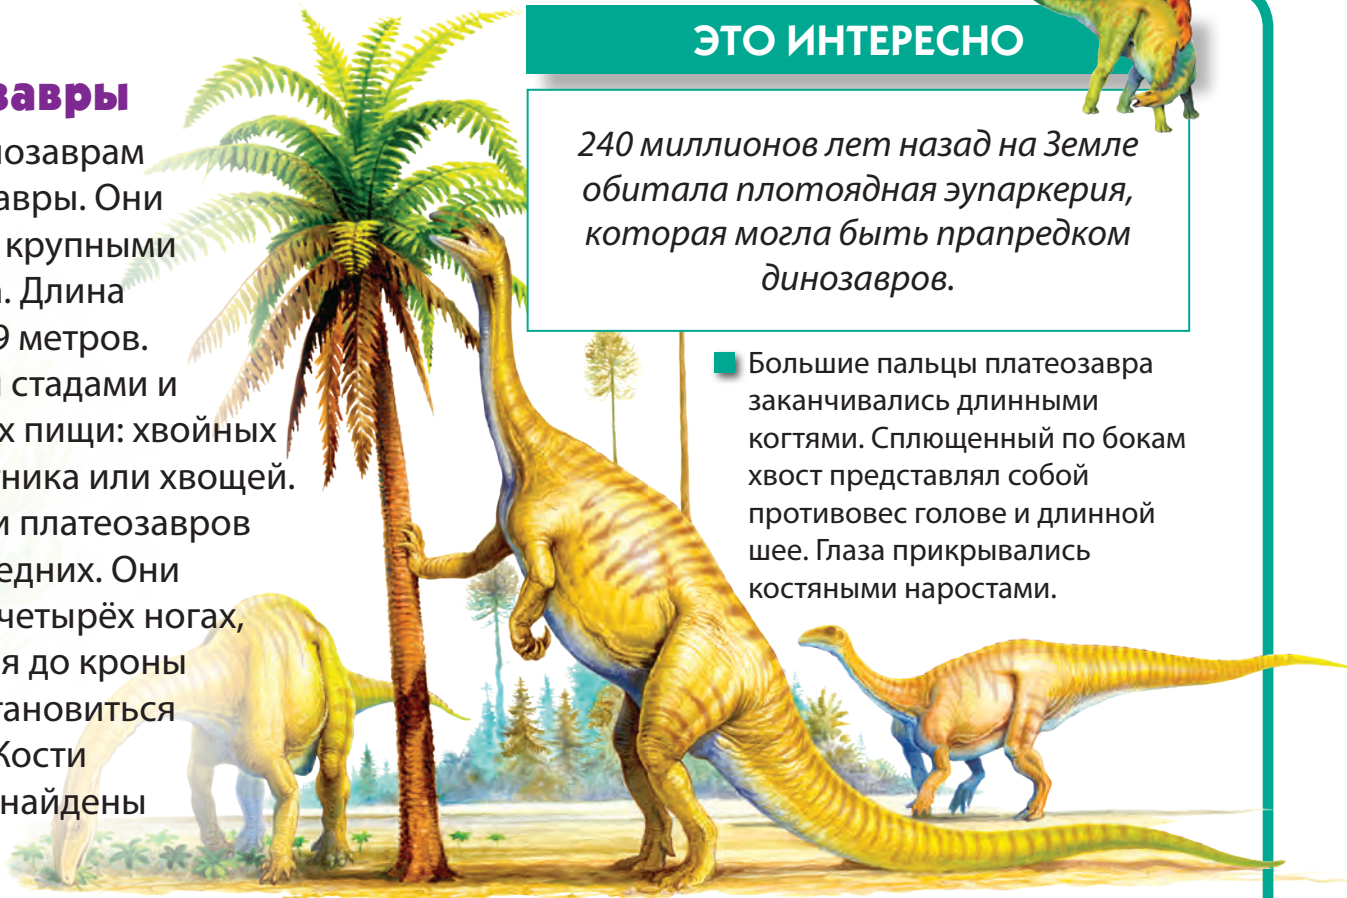 завры
нозаврам
авры. Они
крупными
. Длина
9 метров.
стадами и
х пищи: хвойных
тника или хвощей.
и платеозавров
едних. Они
четырёх ногах,
я до кроны
тановиться
Кости
найдены
ЭТО ИНТЕРЕСНО
240 миллионов лет назад на Земле
обитала плотоядная эупаркерия,
которая могла быть прапредком
динозавров.
Большие пальцы платеозавра
заканчивались длинными
когтями. Сплющенный по бокам
хвост представлял собой
противовес голове и длинной
шее. Глаза прикрывались
костяными наростами.